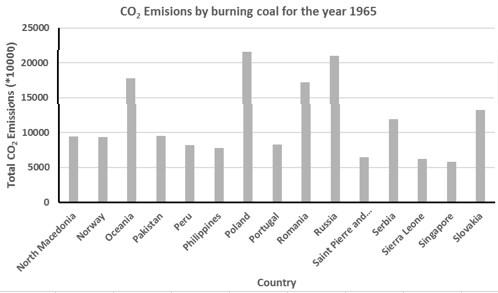 CO₂ Emisions by burning coal for the year 1965
Total CO₂ Emissions (*10000)
25000
20000
15000
10000
5000
0
North Macedonia
Norway
Oceania
Pakistan
Peru
Philippines
Poland
Portugal
Romania
Russia
Saint Pierre and...
Serbia
Sierra Leone
Singapore
Slovakia
Country